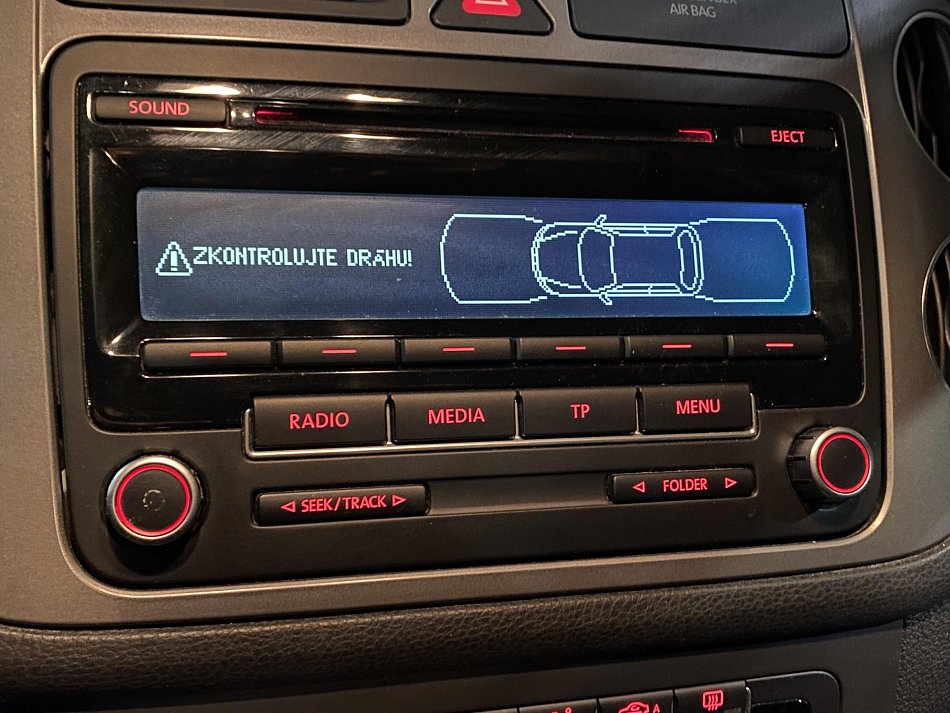 AIR BAG
SOUND
EJECT
ZKONTROLUJTE DRÁHU!
RADIO
MEDIA
TP
MENU
SEEK/TRACK
FOLDER
A